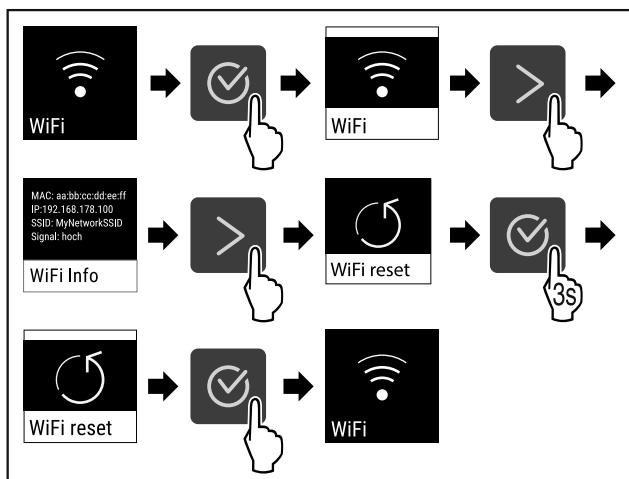 WiFi
WiFi
MAC: aa:bb:cc:dd:ee:ff
IP:192.168.178.100
SSID: MyNetworkSSID
Signal: hoch
WiFi Info
WiFi reset
3s
WiFi reset
WiFi